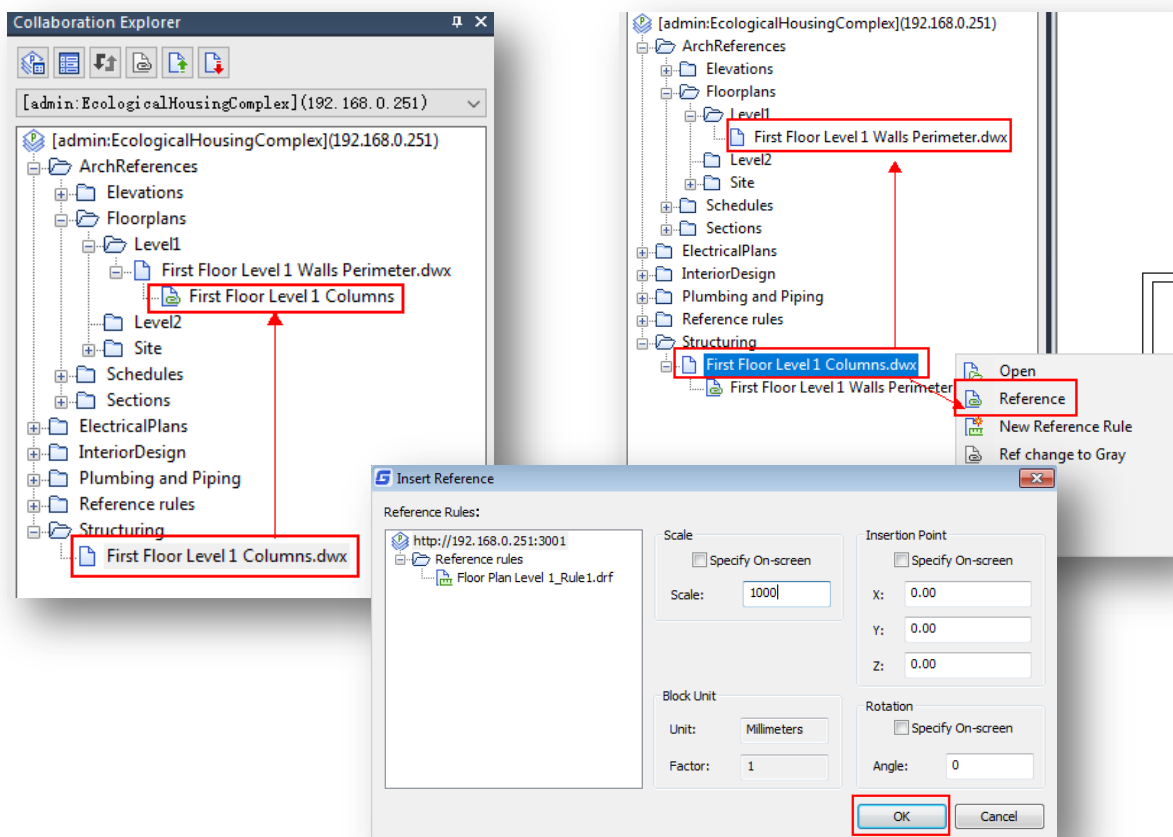 Collaboration Explorer
[admin:EcologicalHousingComplex](192.168.0.251)
[admin:EcologicalHousingComplex](192.168.0.251)
ArchReferences
Elevations
Floorplans
Level1
First Floor Level 1 Walls Perimeter.dwx
First Floor Level 1 Columns
Level2
Site
Schedules
Sections
ElectricalPlans
InteriorDesign
Plumbing and Piping
Reference rules
Structuring
First Floor Level 1 Columns.dwx
[admin:EcologicalHousingComplex](192.168.0.251)
ArchReferences
Elevations
Floorplans
Level1
First Floor Level 1 Walls Perimeter.dwx
Level2
Site
Schedules
Sections
ElectricalPlans
InteriorDesign
Plumbing and Piping
Reference rules
Structuring
First Floor Level 1 Columns.dwx
First Floor Level 1 Walls Perimeter
Open
Reference
New Reference Rule
Ref change to Gray
Insert Reference
Reference Rules:
http://192.168.0.251:3001
Reference rules
Floor Plan Level 1_Rule1.drf
Scale
Specify On-screen
Scale: 1000
Block Unit
Unit: Millimeters
Factor: 1
Insertion Point
Specify On-screen
X: 0.00
Y: 0.00
Z: 0.00
Rotation
Specify On-screen
Angle: 0
OK Cancel